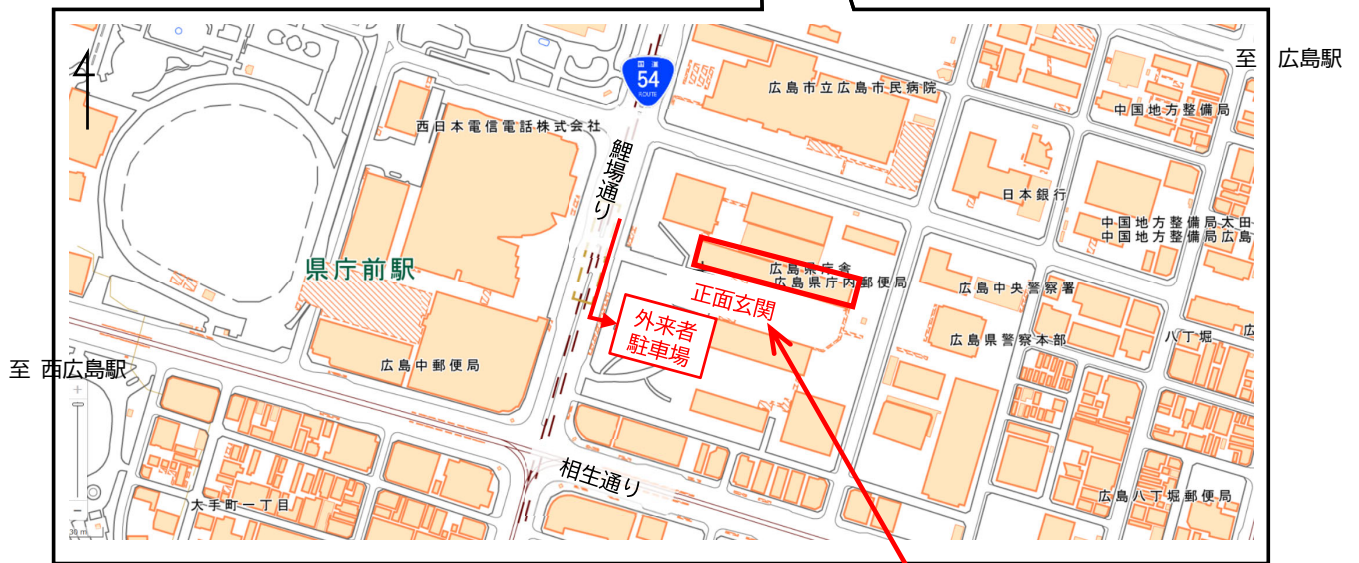 至 広島駅
国道
54
ROUTE
広島市立広島市民病院
中国地方整備局
西日本電信電話株式会社
鯉場通り
日本銀行
中国地方整備局太田
中国地方整備局広島
県庁前駅
広島県庁舎
広島県庁内郵便局
広島中央警察署
正面玄関
外来者
駐車場
広島県警察本部
八丁堀
広
至 西広島駅
広島中郵便局
相生通り
大手町一丁目
広島八丁堀郵便局
30 m